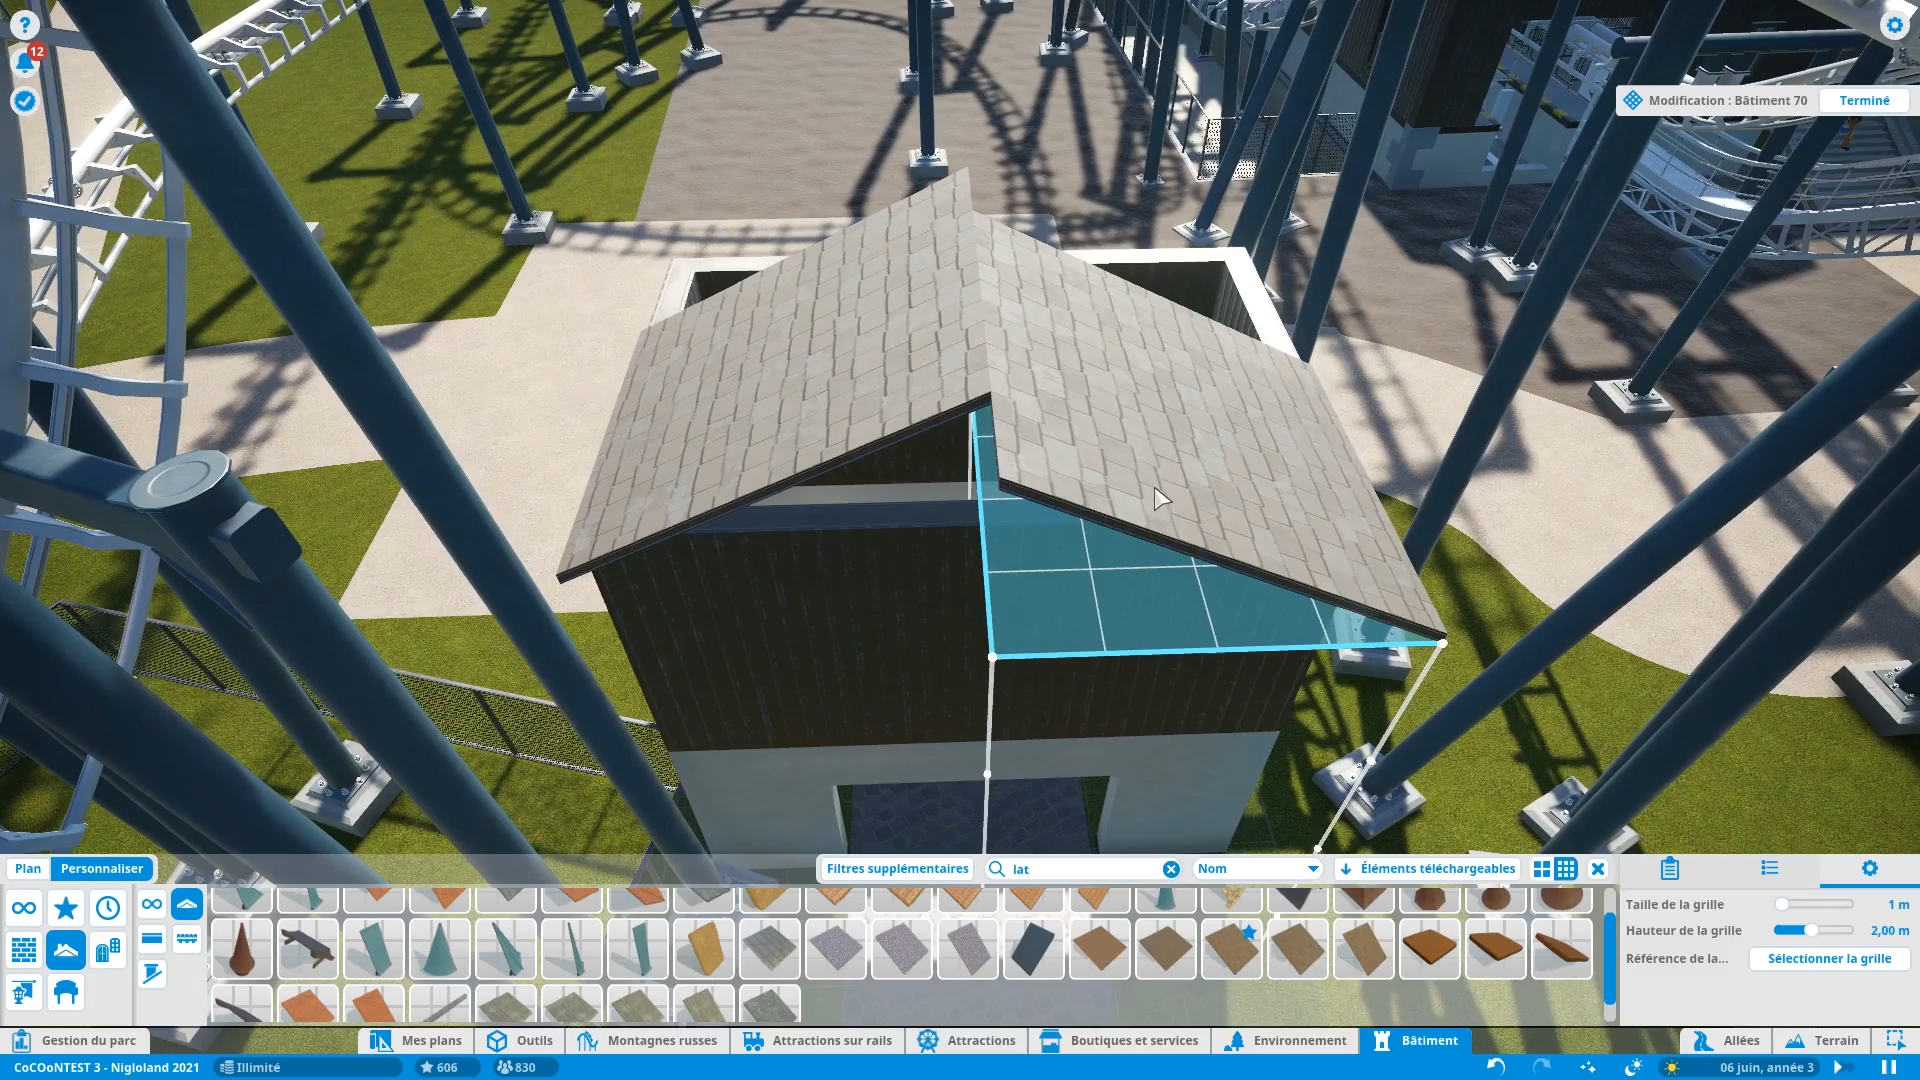 ?
12
Modification : Bâtiment 70
Terminé
Plan
Personnaliser
Filtres supplémentaires
lat
Nom
Éléments téléchargeables
Taille de la grille
1 m
Hauteur de la grille
2,00 m
Référence de la...
Sélectionner la grille
Gestion du parc
Mes plans
Outils
Montagnes russes
Attractions sur rails
Attractions
Boutiques et services
Environnement
Bâtiment
Allées
Terrain
CoCOoNTEST 3 - Nigloland 2021
Illimité
606
830
06 juin, année 3